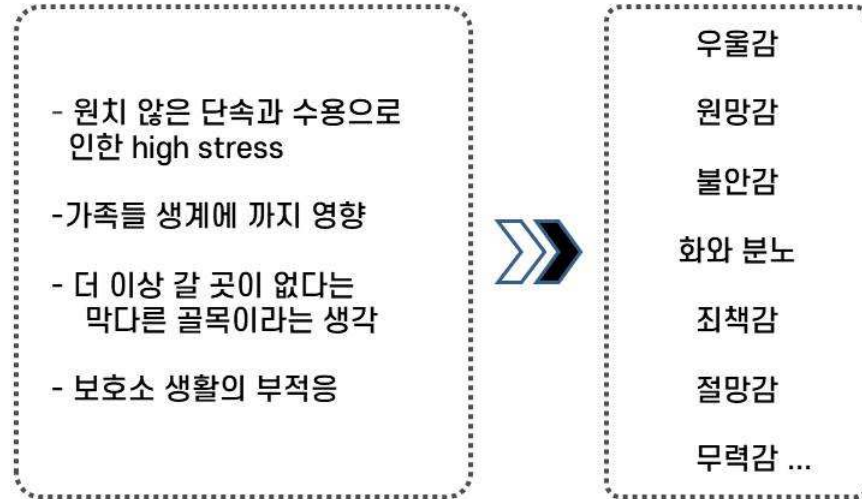 - 원치 않은 단속과 수용으로
인한 high stress
-가족들 생계에 까지 영향
- 더 이상 갈 곳이 없다는
막다른 골목이라는 생각
- 보호소 생활의 부적응
우울감
원망감
불안감
화와 분노
죄책감
절망감
무력감 ...